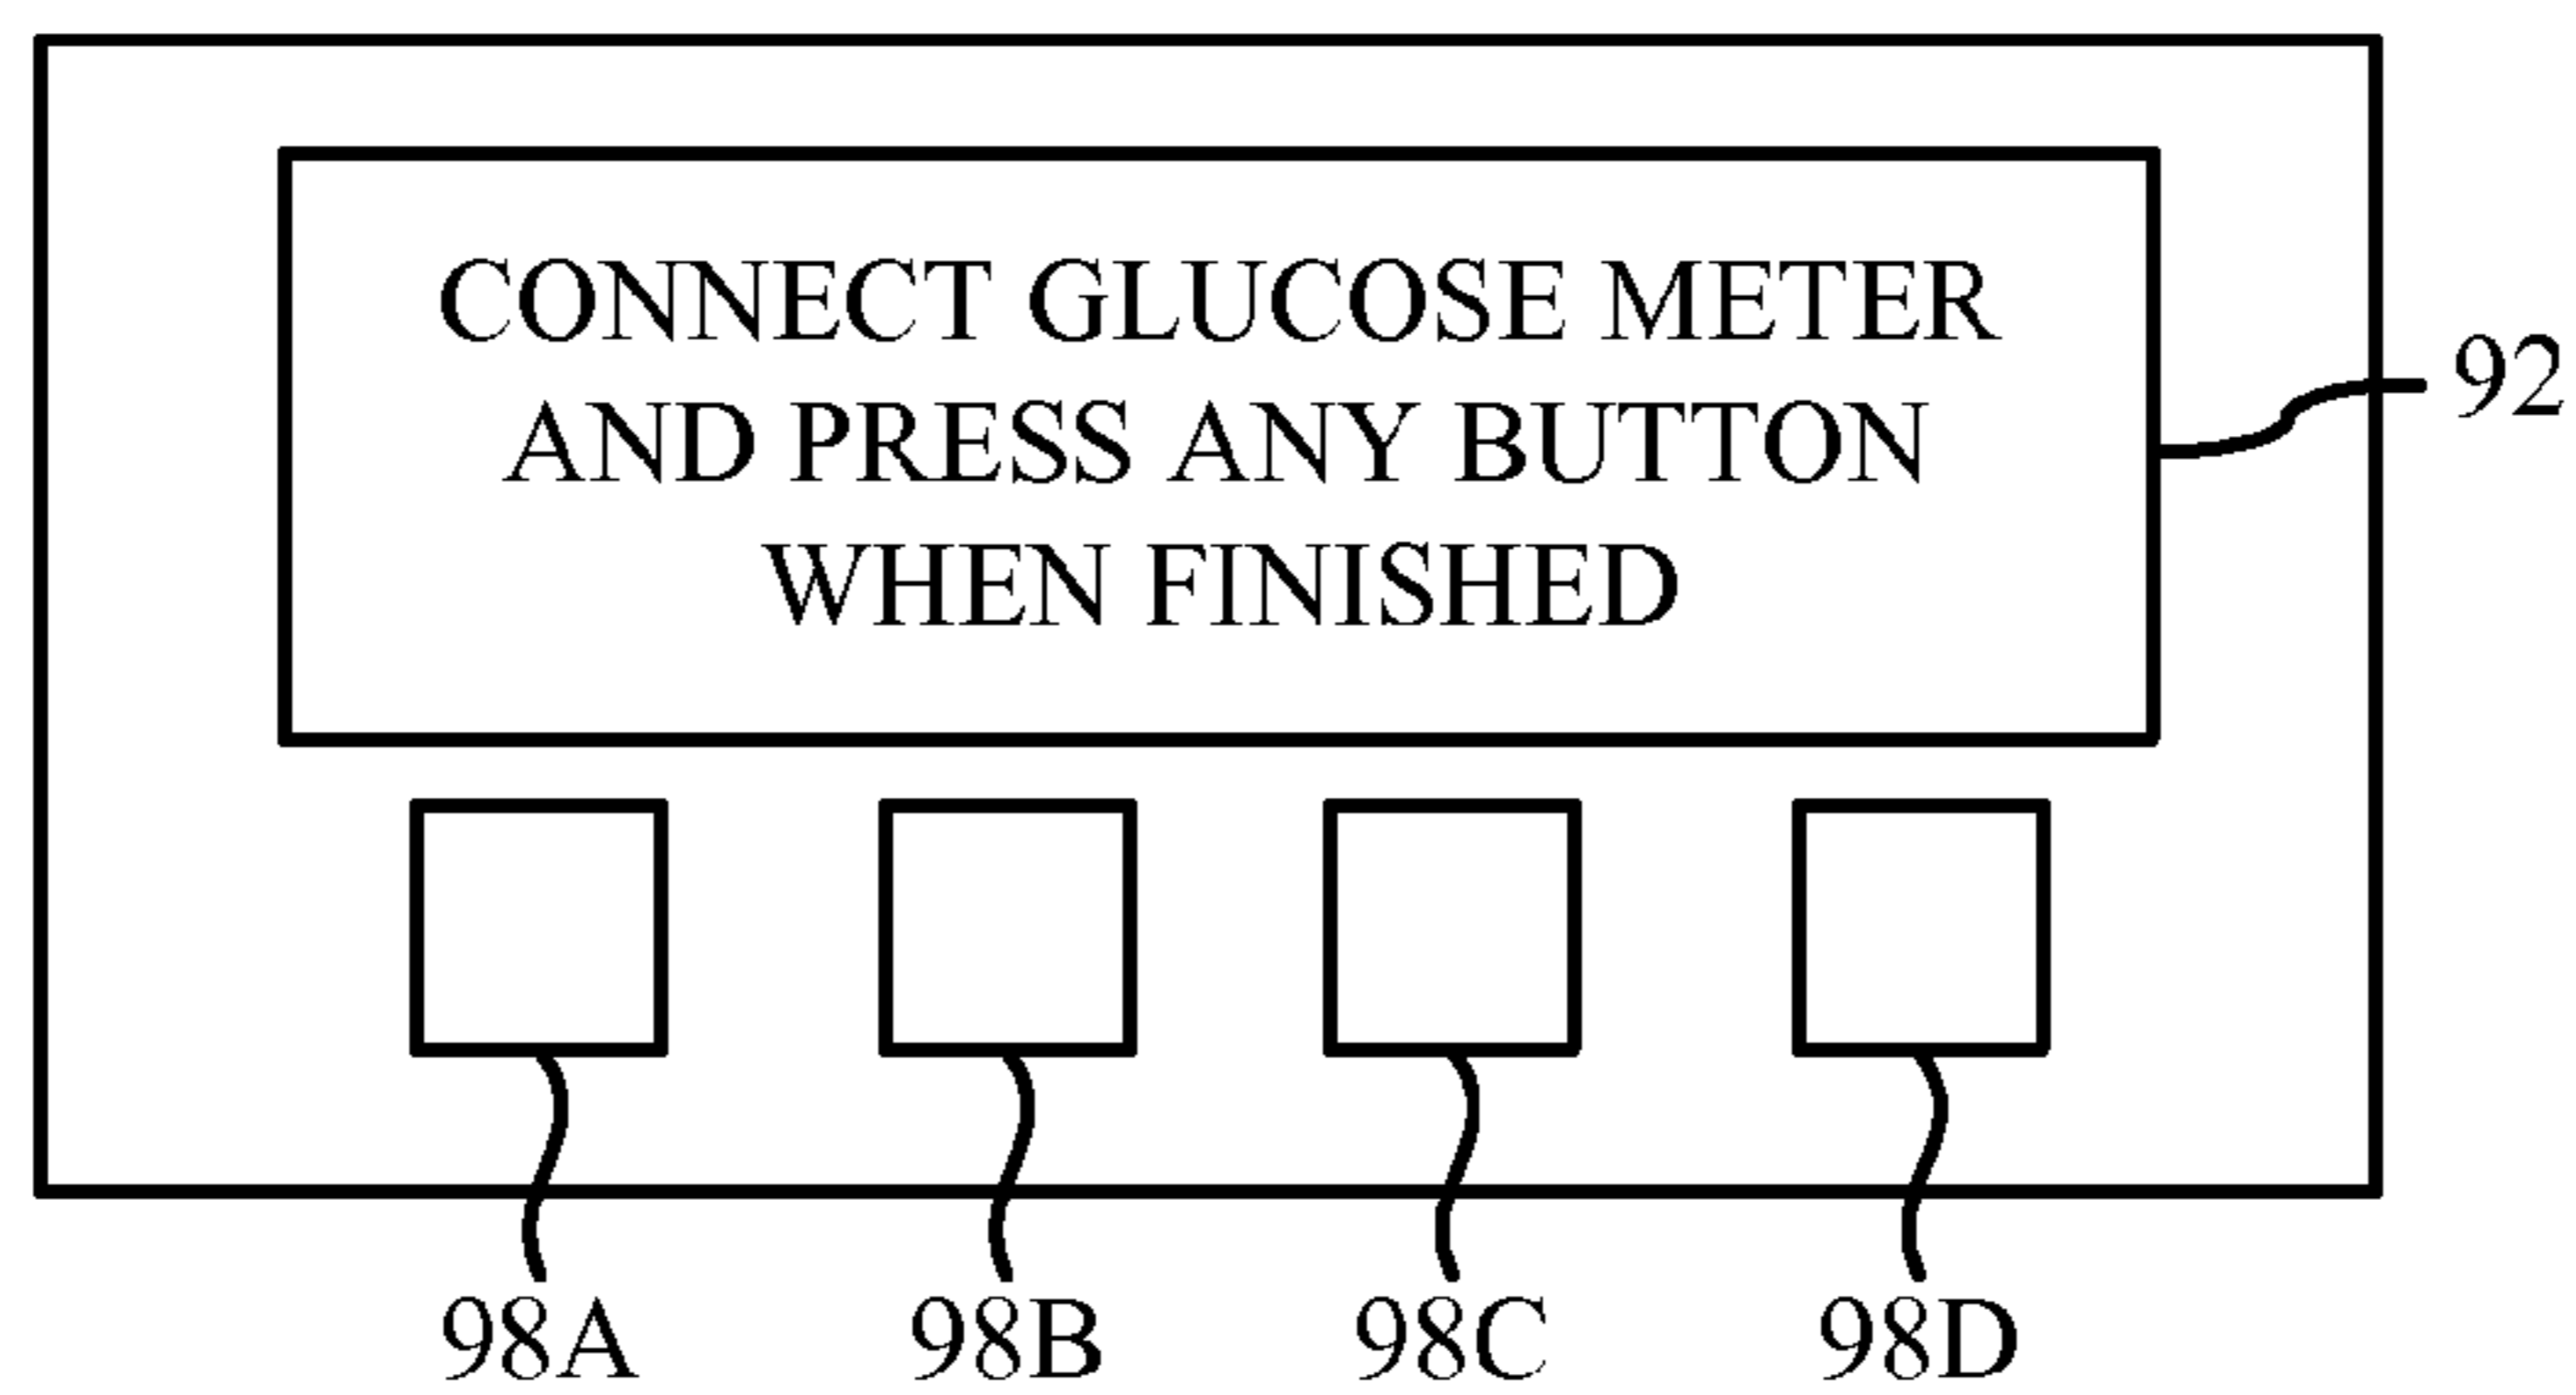 CONNECT GLUCOSE METER
AND PRESS ANY BUTTON
WHEN FINISHED
92
98A 98B 98C 98D